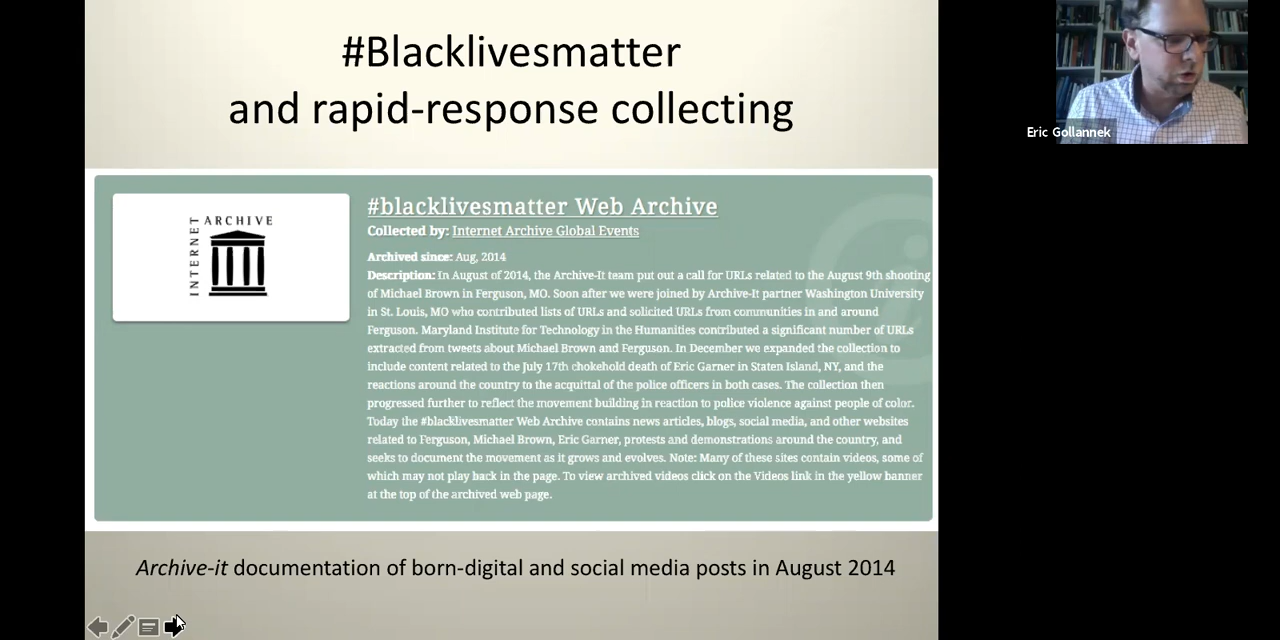 #Blacklivesmatter
and rapid-response collecting
Eric Gollannek
INTERNET ARCHIVE
#blacklivesmatter Web Archive
Collected by: Internet Archive Global Events
Archived since: Aug, 2014
Description: In August of 2014, the Archive-It team put out a call for URLs related to the August 9th shooting
of Michael Brown in Ferguson, MO. Soon after we were joined by Archive-It partner Washington University
in St. Louis, MO who contributed lists of URLs and solicited URLs from communities in and around
Ferguson. Maryland Institute for Technology in the Humanities contributed a significant number of URLs
extracted from tweets about Michael Brown and Ferguson. In December we expanded the collection to
include content related to the July 17th chokehold death of Eric Garner in Staten Island, NY, and the
reactions around the country to the acquittal of the police officers in both cases. The collection then
progressed further to reflect the movement building in reaction to police violence against people of color.
Today the #blacklivesmatter Web Archive contains news articles, blogs, social media, and other websites
related to Ferguson, Michael Brown, Eric Garner, protests and demonstrations around the country, and
seeks to document the movement as it grows and evolves. Note: Many of these sites contain videos, some of
which may not play back in the page. To view archived videos click on the Videos link in the yellow banner
at the top of the archived web page.
Archive-it documentation of born-digital and social media posts in August 2014